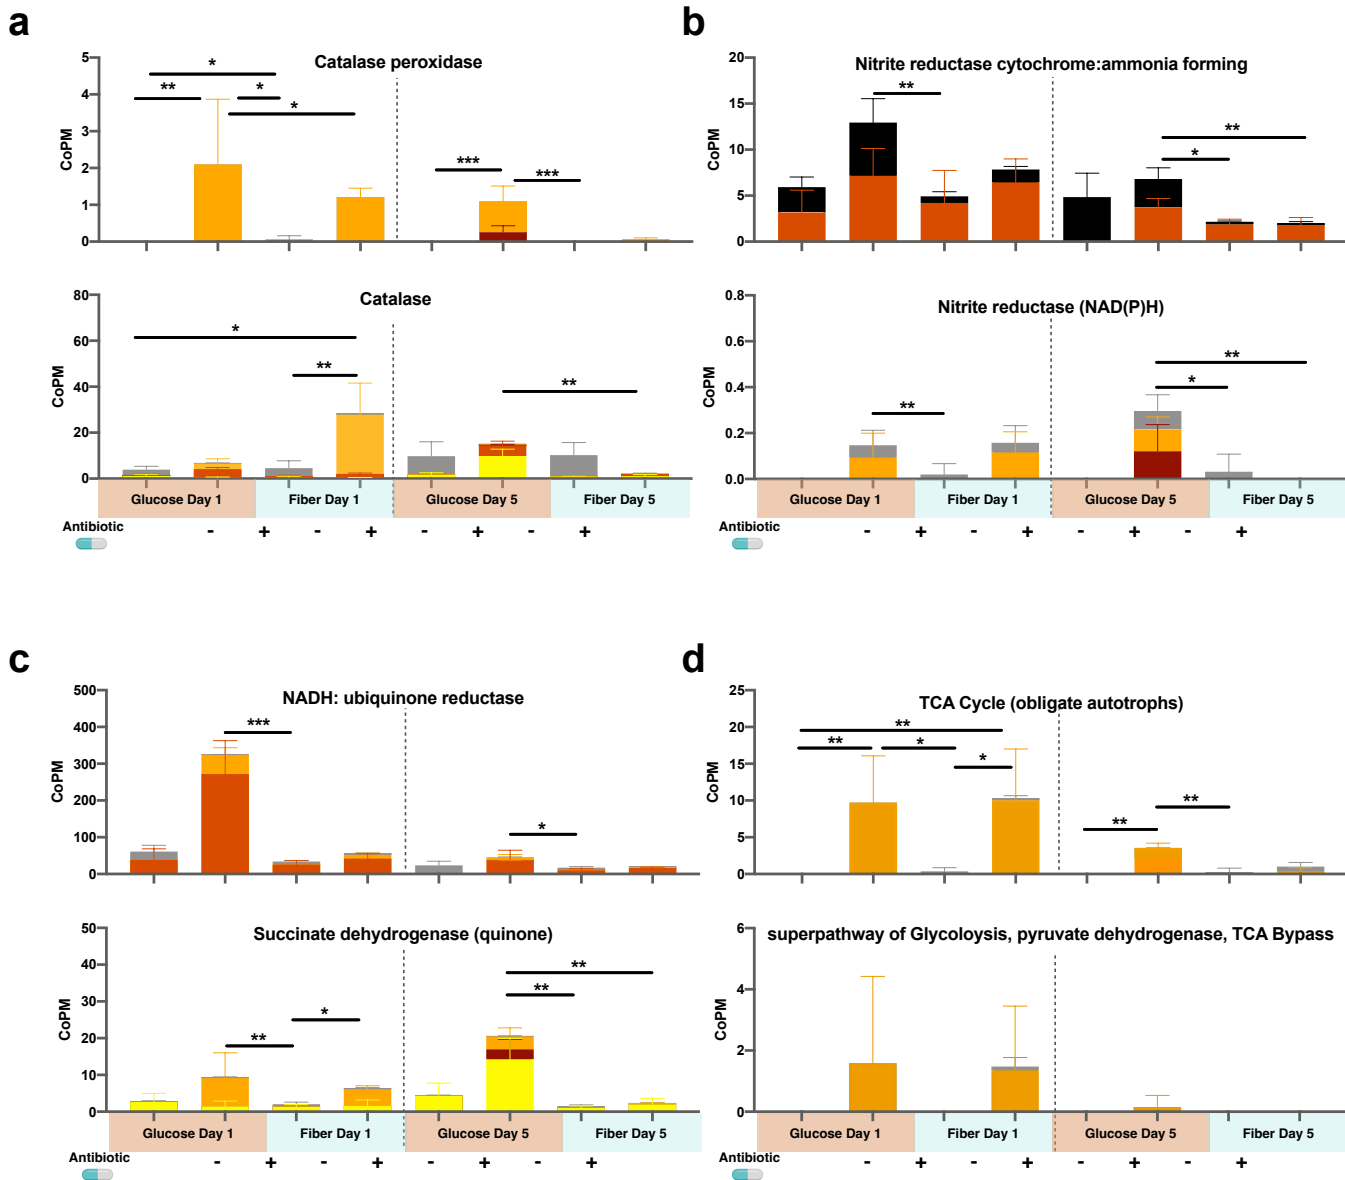 a
Catalase peroxidase
CoPM
5
4
3
2
1
0
* ** * * *** ***
Catalase
CoPM
80
60
40
20
0
* ** **
Glucose Day 1 Fiber Day 1 Glucose Day 5 Fiber Day 5
Antibiotic - + - + - + - +
b
Nitrite reductase cytochrome:ammonia forming
CoPM
20
15
10
5
0
** ** *
Nitrite reductase (NAD(P)H)
CoPM
0.8
0.6
0.4
0.2
0.0
** ** *
Glucose Day 1 Fiber Day 1 Glucose Day 5 Fiber Day 5
Antibiotic - + - + - + - +
c
NADH: ubiquinone reductase
CoPM
500
400
300
200
100
0
*** *
Succinate dehydrogenase (quinone)
CoPM
50
40
30
20
10
0
** * ** **
Glucose Day 1 Fiber Day 1 Glucose Day 5 Fiber Day 5
Antibiotic - + - + - + - +
d
TCA Cycle (obligate autotrophs)
CoPM
25
20
15
10
5
0
** ** * * ** **
superpathway of Glycoloysis, pyruvate dehydrogenase, TCA Bypass
CoPM
6
4
2
0
Glucose Day 1 Fiber Day 1 Glucose Day 5 Fiber Day 5
Antibiotic - + - + - + - +